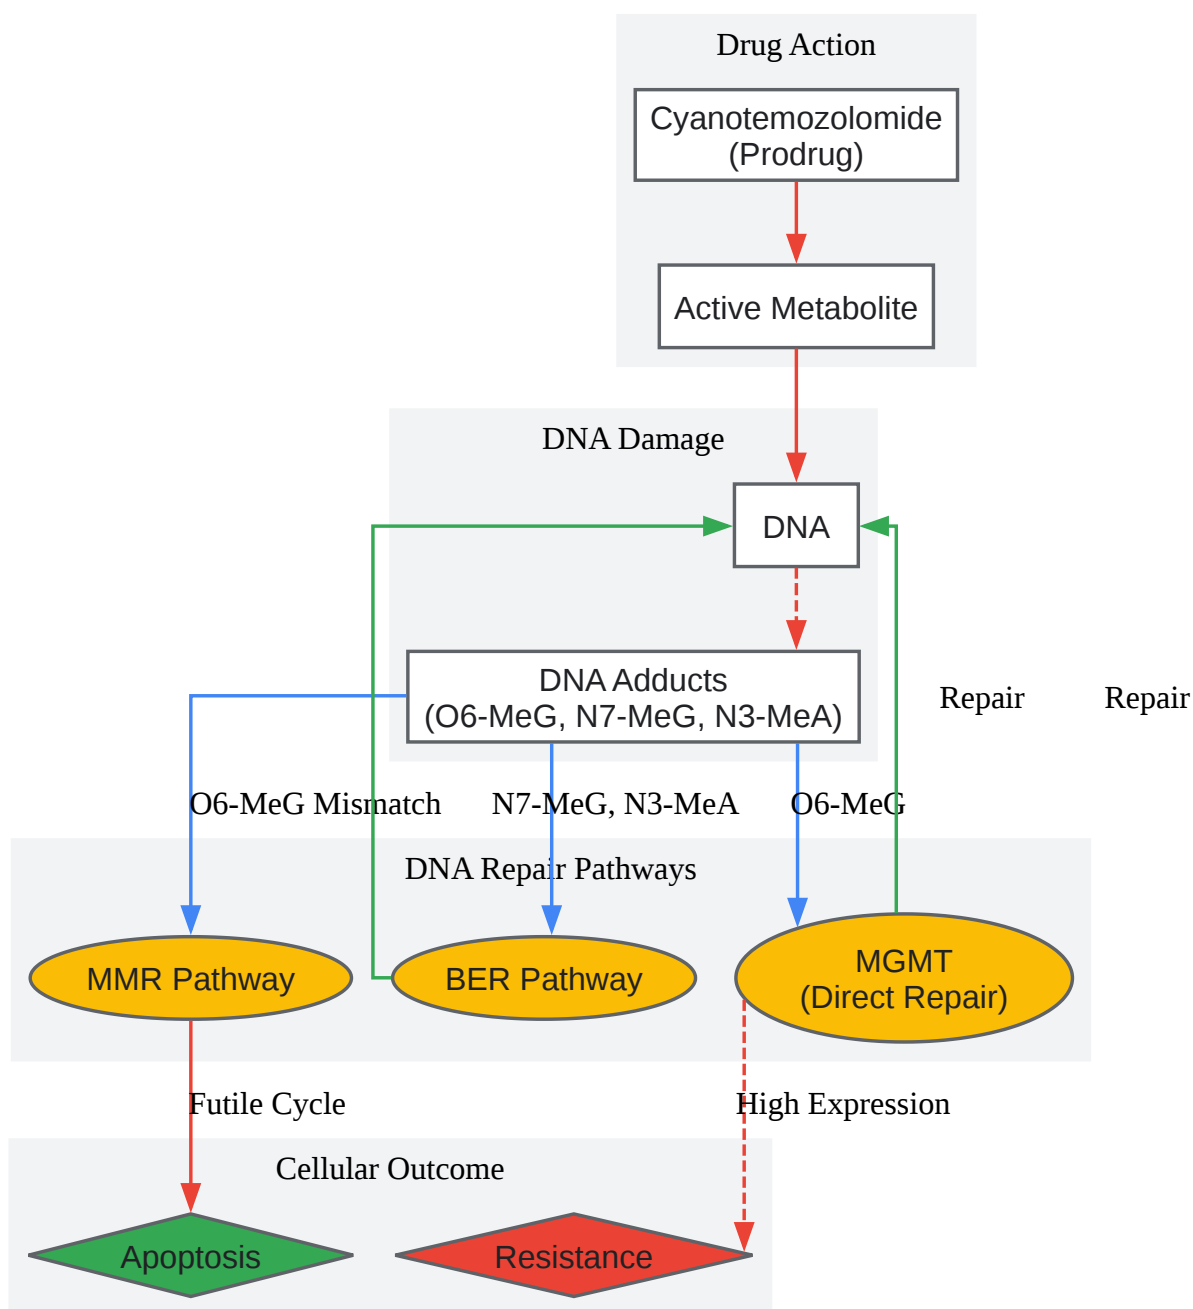 Drug Action
Cyanotemozolomide
(Prodrug)
Active Metabolite
DNA Damage
DNA
DNA Adducts
(O6-MeG, N7-MeG, N3-MeA)
Repair
Repair
O6-MeG Mismatch
N7-MeG, N3-MeA
O6-MeG
DNA Repair Pathways
MMR Pathway
BER Pathway
MGMT
(Direct Repair)
Futile Cycle
High Expression
Cellular Outcome
Apoptosis
Resistance